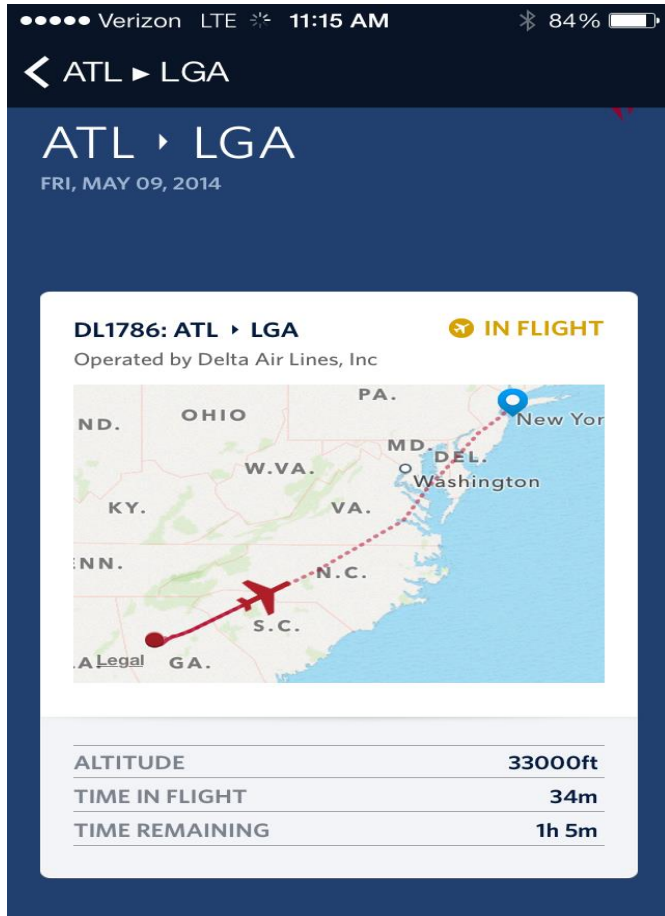 Verizon LTE 11:15 AM 84%
ATL ▸ LGA
ATL ▸ LGA
FRI, MAY 09, 2014
DL1786: ATL ▸ LGA
IN FLIGHT
Operated by Delta Air Lines, Inc
PA.
ND.
OHIO
New Yor
MD.
DEL.
W.VA.
Washington
KY.
VA.
ENN.
N.C.
S.C.
A
Legal
GA.
ALTITUDE 33000ft
TIME IN FLIGHT 34m
TIME REMAINING 1h 5m